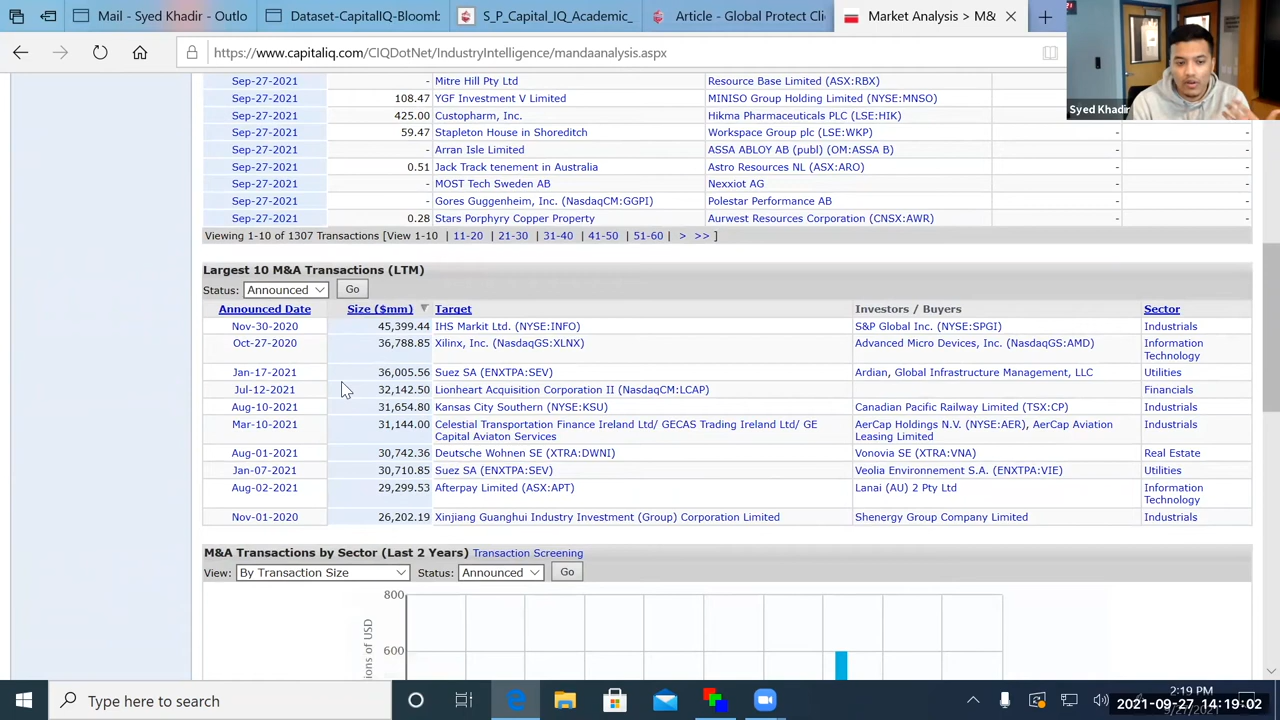 Mail - Syed Khadir - Outlo
Dataset-CapitalIQ-Bloomb
S_P_Capital_IQ_Academic_
Article - Global Protect Cli
Market Analysis > M&
https://www.capitaliq.com/CIQDotNet/IndustryIntelligence/mandaanalysis.aspx
Syed Khadir
Sep-27-2021 - Mitre Hill Pty Ltd Resource Base Limited (ASX:RBX)
Sep-27-2021 108.47 YGF Investment V Limited MINISO Group Holding Limited (NYSE:MNSO)
Sep-27-2021 425.00 Custopharm, Inc. Hikma Pharmaceuticals PLC (LSE:HIK) - -
Sep-27-2021 59.47 Stapleton House in Shoreditch Workspace Group plc (LSE:WKP) - -
Sep-27-2021 - Arran Isle Limited ASSA ABLOY AB (publ) (OM:ASSA B) - -
Sep-27-2021 0.51 Jack Track tenement in Australia Astro Resources NL (ASX:ARO) - -
Sep-27-2021 - MOST Tech Sweden AB Nexxiot AG - -
Sep-27-2021 - Gores Guggenheim, Inc. (NasdaqCM:GGPI) Polestar Performance AB - -
Sep-27-2021 0.28 Stars Porphyry Copper Property Aurwest Resources Corporation (CNSX:AWR) - -
Viewing 1-10 of 1307 Transactions [View 1-10 | 11-20 | 21-30 | 31-40 | 41-50 | 51-60 | > >> ]
Largest 10 M&A Transactions (LTM)
Status: Announced Go
Announced Date Size ($mm) Target Investors / Buyers Sector
Nov-30-2020 45,399.44 IHS Markit Ltd. (NYSE:INFO) S&P Global Inc. (NYSE:SPGI) Industrials
Oct-27-2020 36,788.85 Xilinx, Inc. (NasdaqGS:XLNX) Advanced Micro Devices, Inc. (NasdaqGS:AMD) Information
Technology
Jan-17-2021 36,005.56 Suez SA (ENXTPA:SEV) Ardian, Global Infrastructure Management, LLC Utilities
Jul-12-2021 32,142.50 Lionheart Acquisition Corporation II (NasdaqCM:LCAP) Financials
Aug-10-2021 31,654.80 Kansas City Southern (NYSE:KSU) Canadian Pacific Railway Limited (TSX:CP) Industrials
Mar-10-2021 31,144.00 Celestial Transportation Finance Ireland Ltd/ GECAS Trading Ireland Ltd/ GE AerCap Holdings N.V. (NYSE:AER), AerCap Aviation Industrials
Capital Aviaton Services Leasing Limited
Aug-01-2021 30,742.36 Deutsche Wohnen SE (XTRA:DWNI) Vonovia SE (XTRA:VNA) Real Estate
Jan-07-2021 30,710.85 Suez SA (ENXTPA:SEV) Veolia Environnement S.A. (ENXTPA:VIE) Utilities
Aug-02-2021 29,299.53 Afterpay Limited (ASX:APT) Lanai (AU) 2 Pty Ltd Information
Technology
Nov-01-2020 26,202.19 Xinjiang Guanghui Industry Investment (Group) Corporation Limited Shenergy Group Company Limited Industrials
M&A Transactions by Sector (Last 2 Years) Transaction Screening
View: By Transaction Size Status: Announced Go
800
600
ns of USD
Type here to search
2:19 PM
2021-09-27 14:19:02